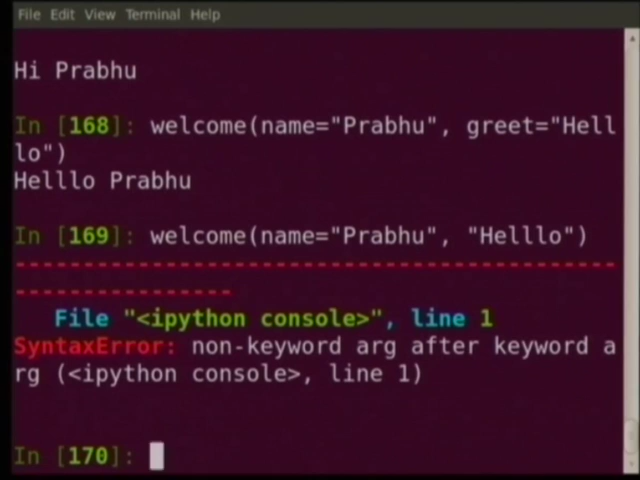 File Edit View Terminal Help
Hi Prabhu
In [168]: welcome(name="Prabhu", greet="Hell
lo")
Helllo Prabhu
In [169]: welcome(name="Prabhu", "Helllo")
--------------------------------------------
----------------
File "<ipython console>", line 1
SyntaxError: non-keyword arg after keyword a
rg (<ipython console>, line 1)
In [170]: